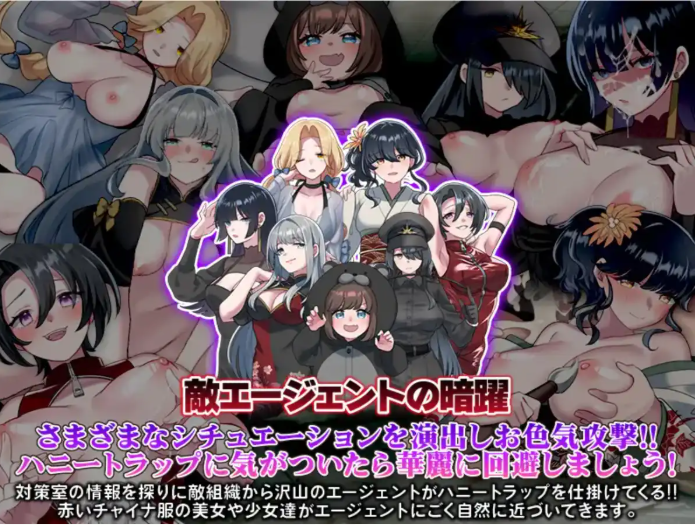 敵エージェントの暗躍
さまざまなシチュエーションを演出しお色気攻撃!!
ハニートラップに気がついたら華麗に回避しましょう!
対策室の情報を探りに敵組織から沢山のエージェントがハニートラップを仕掛けてくる!!
赤いチャイナ服の美女や少女達がエージェントにごく自然に近づいてきます。